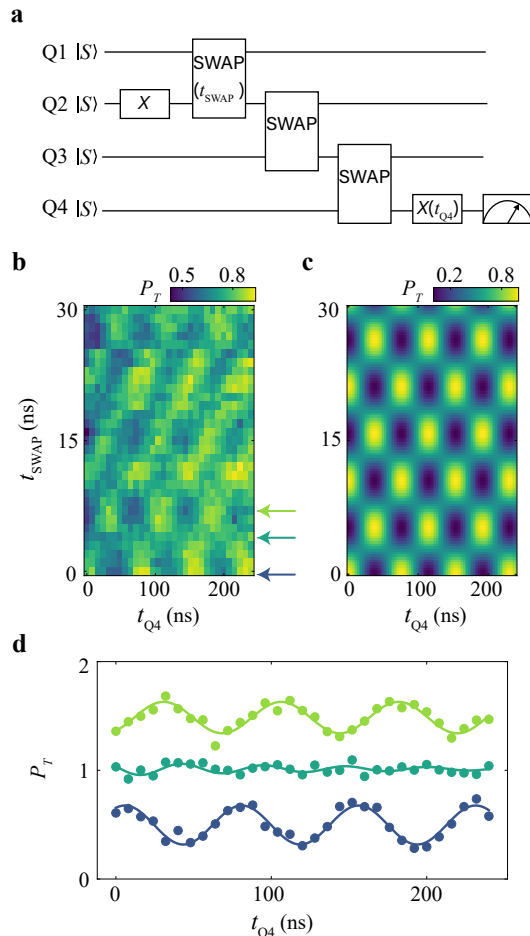 a
Q1 |S⟩
SWAP
(t_SWAP)
Q2 |S⟩
X
SWAP
Q3 |S⟩
SWAP
Q4 |S⟩
X(t_Q4)
b
P_T
0.5
0.8
30
15
0
t_SWAP (ns)
0
100
200
t_Q4 (ns)
c
P_T
0.2
0.8
30
15
0
0
100
200
t_Q4 (ns)
d
2
1
0
P_T
0
100
200
t_Q4 (ns)